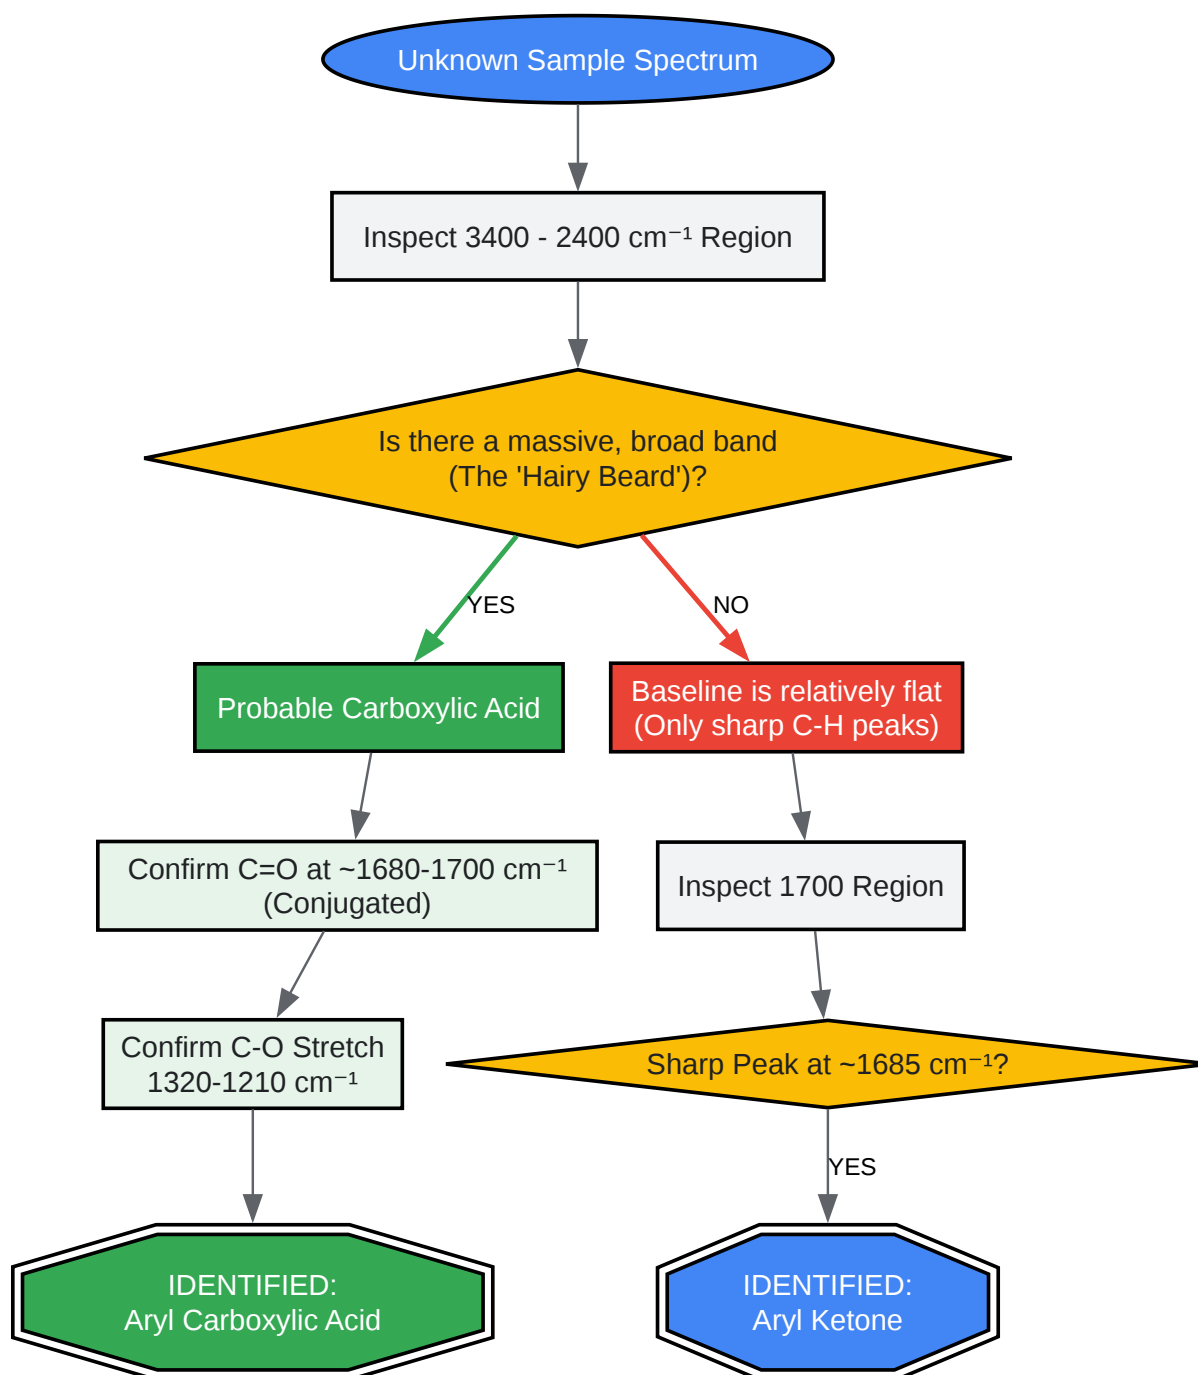 Unknown Sample Spectrum
Inspect 3400 - 2400 cm⁻¹ Region
Is there a massive, broad band
(The 'Hairy Beard')?
YES
NO
Probable Carboxylic Acid
Baseline is relatively flat
(Only sharp C-H peaks)
Confirm C=O at ~1680-1700 cm⁻¹
(Conjugated)
Inspect 1700 Region
Confirm C-O Stretch
1320-1210 cm⁻¹
Sharp Peak at ~1685 cm⁻¹?
YES
IDENTIFIED:
Aryl Carboxylic Acid
IDENTIFIED:
Aryl Ketone